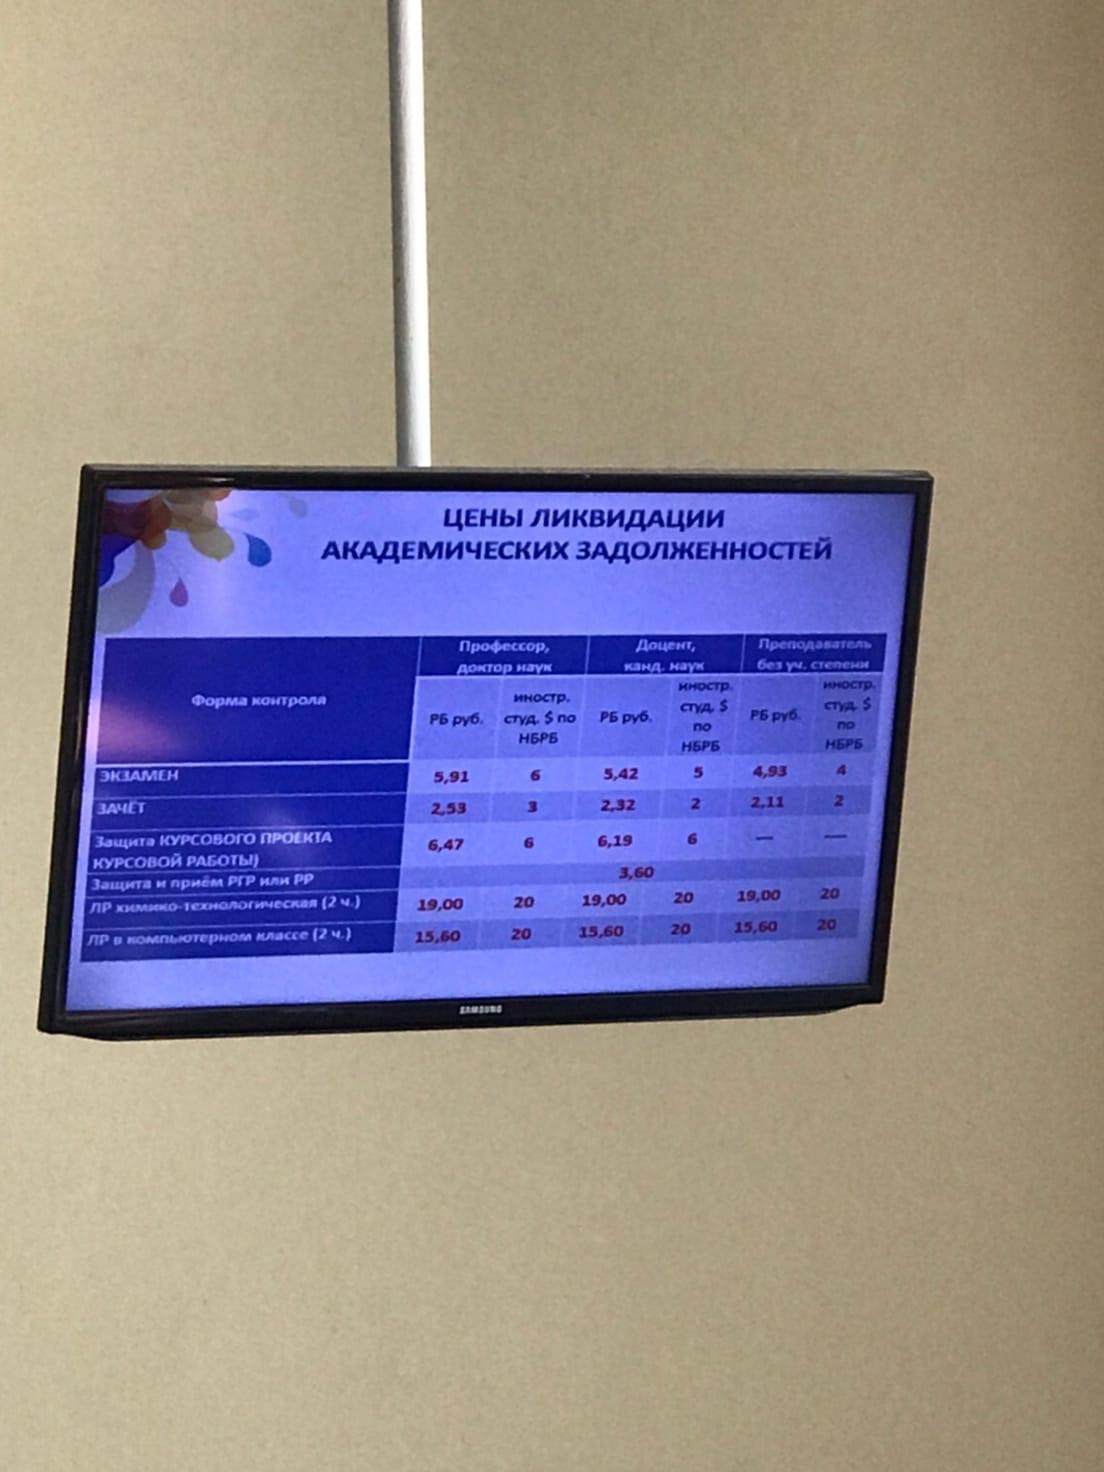 ЦЕНЫ ЛИКВИДАЦИИ
АКАДЕМИЧЕСКИХ ЗАДОЛЖЕННОСТЕЙ
Форма контроля
Профессор,
доктор наук
Доцент,
канд. наук
Преподаватель
без уч. степени
РБ руб.
иностр.
студ. $ по
НБРБ
РБ руб.
иностр.
студ. $
по
НБРБ
РБ руб.
иностр.
студ. $
по
НБРБ
ЭКЗАМЕН 5,91 6 5,42 5 4,93 4
ЗАЧЁТ 2,53 3 2,32 2 2,11 2
Защита КУРСОВОГО ПРОЕКТА
КУРСОВОЙ РАБОТЫ) 6,47 6 6,19 6 — —
Защита и приём РГР или РР 3,60
ЛР химико-технологическая (2 ч.) 19,00 20 19,00 20 19,00 20
ЛР в компьютерном классе (2 ч.) 15,60 20 15,60 20 15,60 20
SAMSUNG